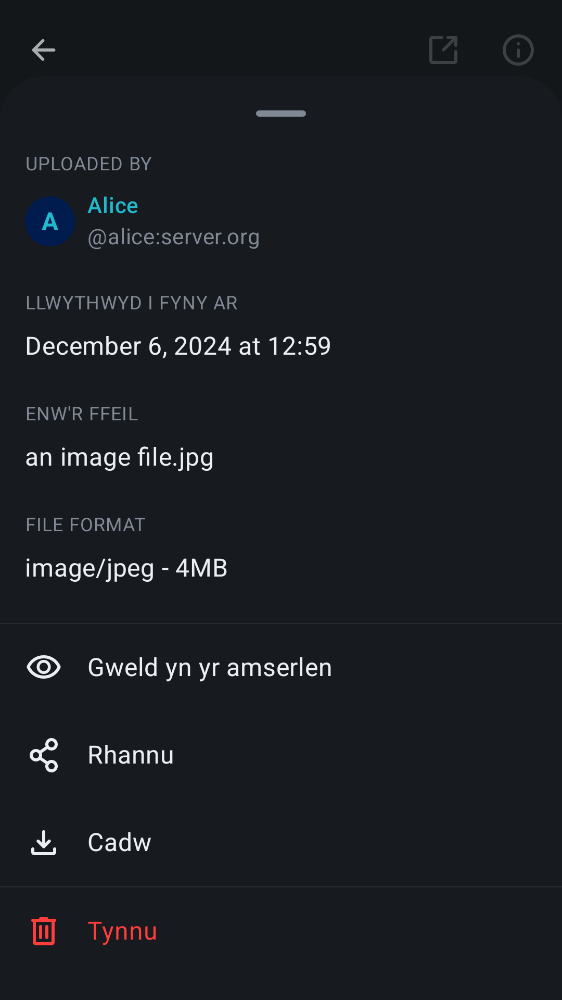 UPLOADED BY
A
Alice
@alice:server.org
LLWYTHWYD I FYNY AR
December 6, 2024 at 12:59
ENW'R FFEIL
an image file.jpg
FILE FORMAT
image/jpeg - 4MB
Gweld yn yr amserlen
Rhannu
Cadw
Tynnu